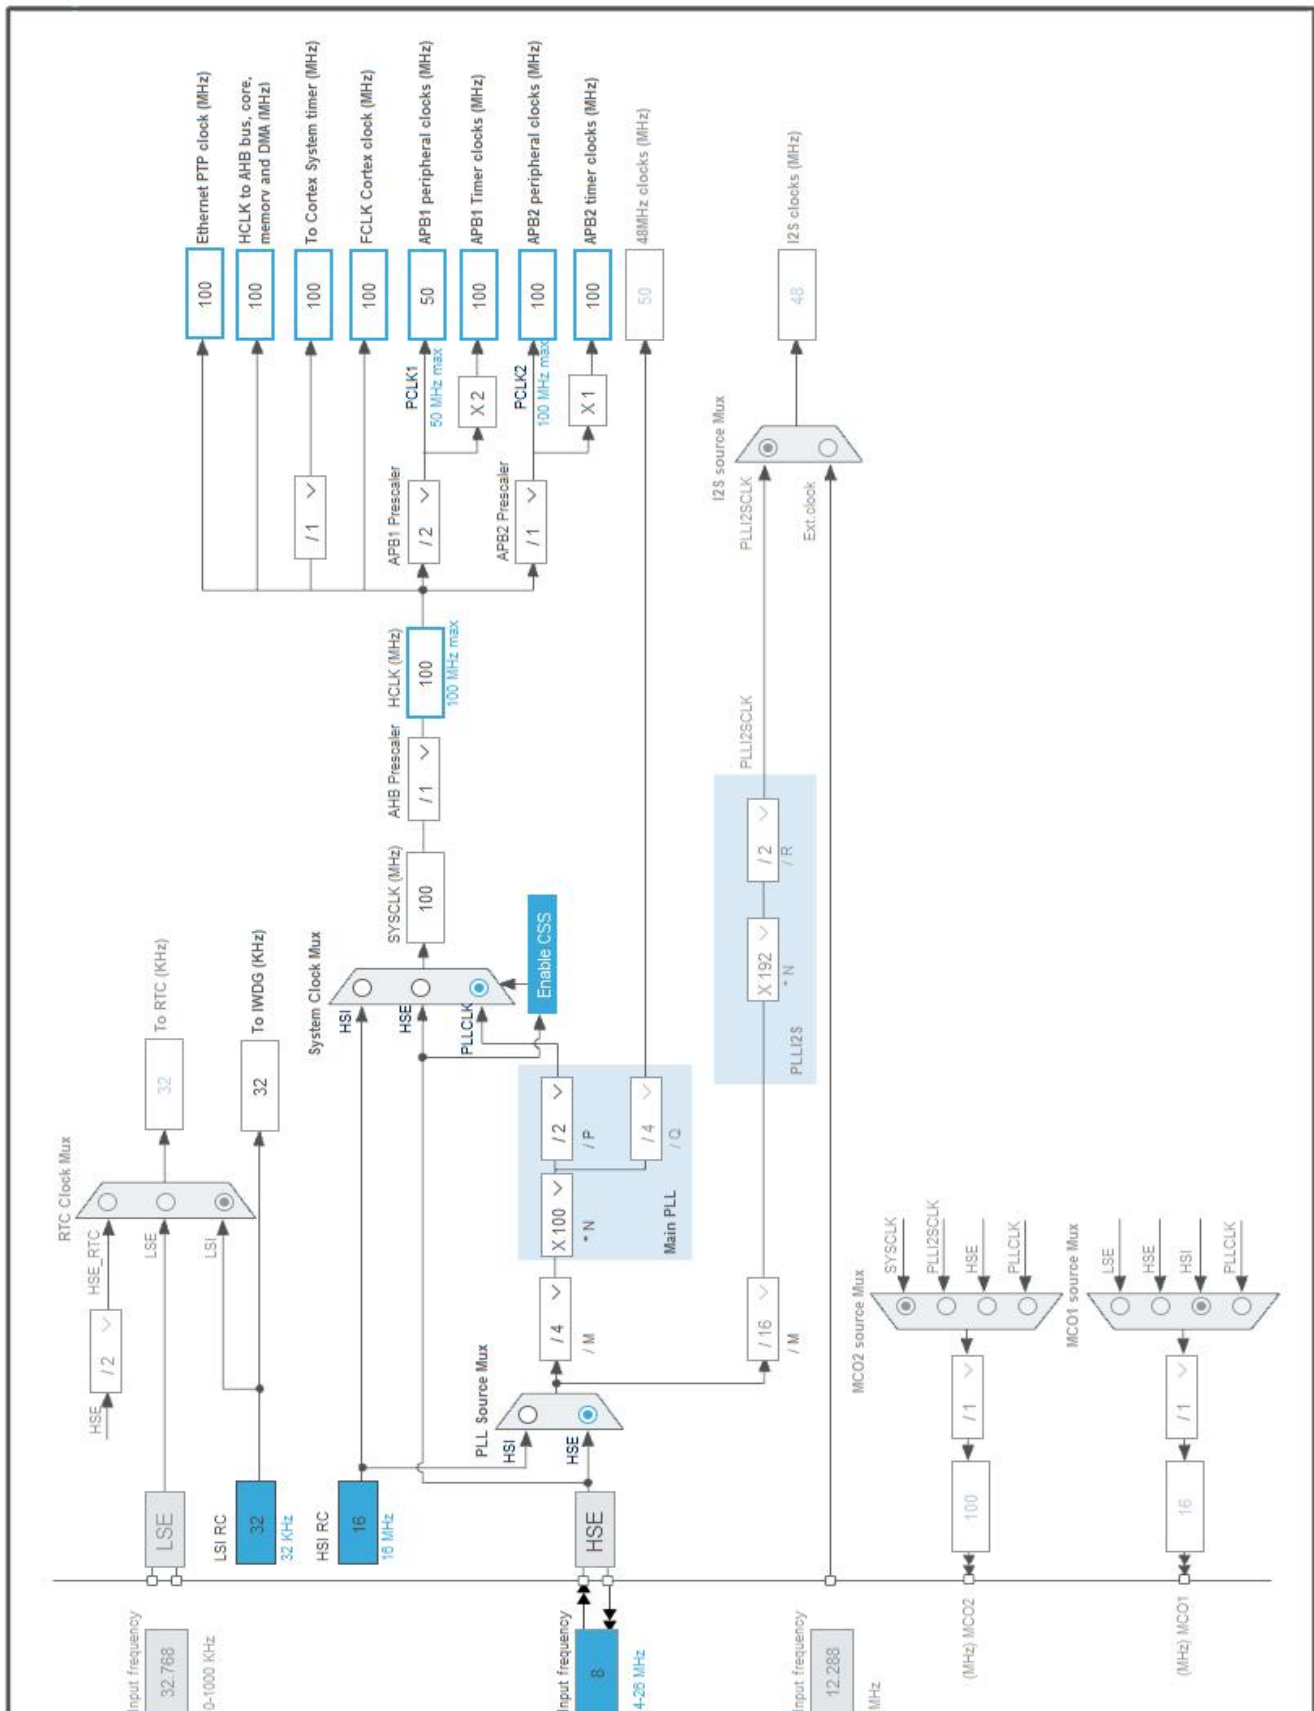 Input frequency
32.768
0-1000 KHz
LSE
HSE
/ 2
HSE_RTC
LSE
LSI
RTC Clock Mux
32
To RTC (KHz)
LSI RC
32
32 KHz
32
To IWDG (KHz)
HSI RC
16
16 MHz
Input frequency
8
4-26 MHz
HSE
PLL Source Mux
HSI
HSE
/ 4
/ M
X 100
* N
/ 2
/ P
/ 4
/ Q
Main PLL
System Clock Mux
HSI
HSE
PLLCLK
Enable CSS
SYSCLK (MHz)
100
AHB Prescaler
/ 1
HCLK (MHz)
100
100 MHz max
100
Ethernet PTP clock (MHz)
100
HCLK to AHB bus, core,
memory and DMA (MHz)
/ 1
100
To Cortex System timer (MHz)
100
FCLK Cortex clock (MHz)
APB1 Prescaler
/ 2
PCLK1
50 MHz max
50
APB1 peripheral clocks (MHz)
X 2
100
APB1 Timer clocks (MHz)
APB2 Prescaler
/ 1
PCLK2
100 MHz max
100
APB2 peripheral clocks (MHz)
X 1
100
APB2 timer clocks (MHz)
50
48MHz clocks (MHz)
/ 16
/ M
X 192
* N
/ 2
/ R
PLLI2S
PLLI2SCLK
PLLI2SCLK
I2S source Mux
Ext.clock
48
I2S clocks (MHz)
Input frequency
12.288
MHz
MCO2 source Mux
SYSCLK
PLLI2SCLK
HSE
PLLCLK
/ 1
100
(MHz) MCO2
MCO1 source Mux
LSE
HSE
HSI
PLLCLK
/ 1
16
(MHz) MCO1